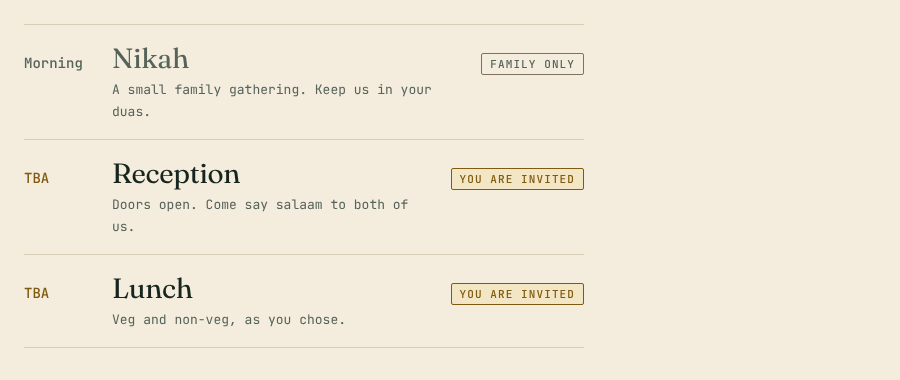 Morning Nikah FAMILY ONLY
A small family gathering. Keep us in your
duas.
TBA Reception YOU ARE INVITED
Doors open. Come say salaam to both of
us.
TBA Lunch YOU ARE INVITED
Veg and non-veg, as you chose.